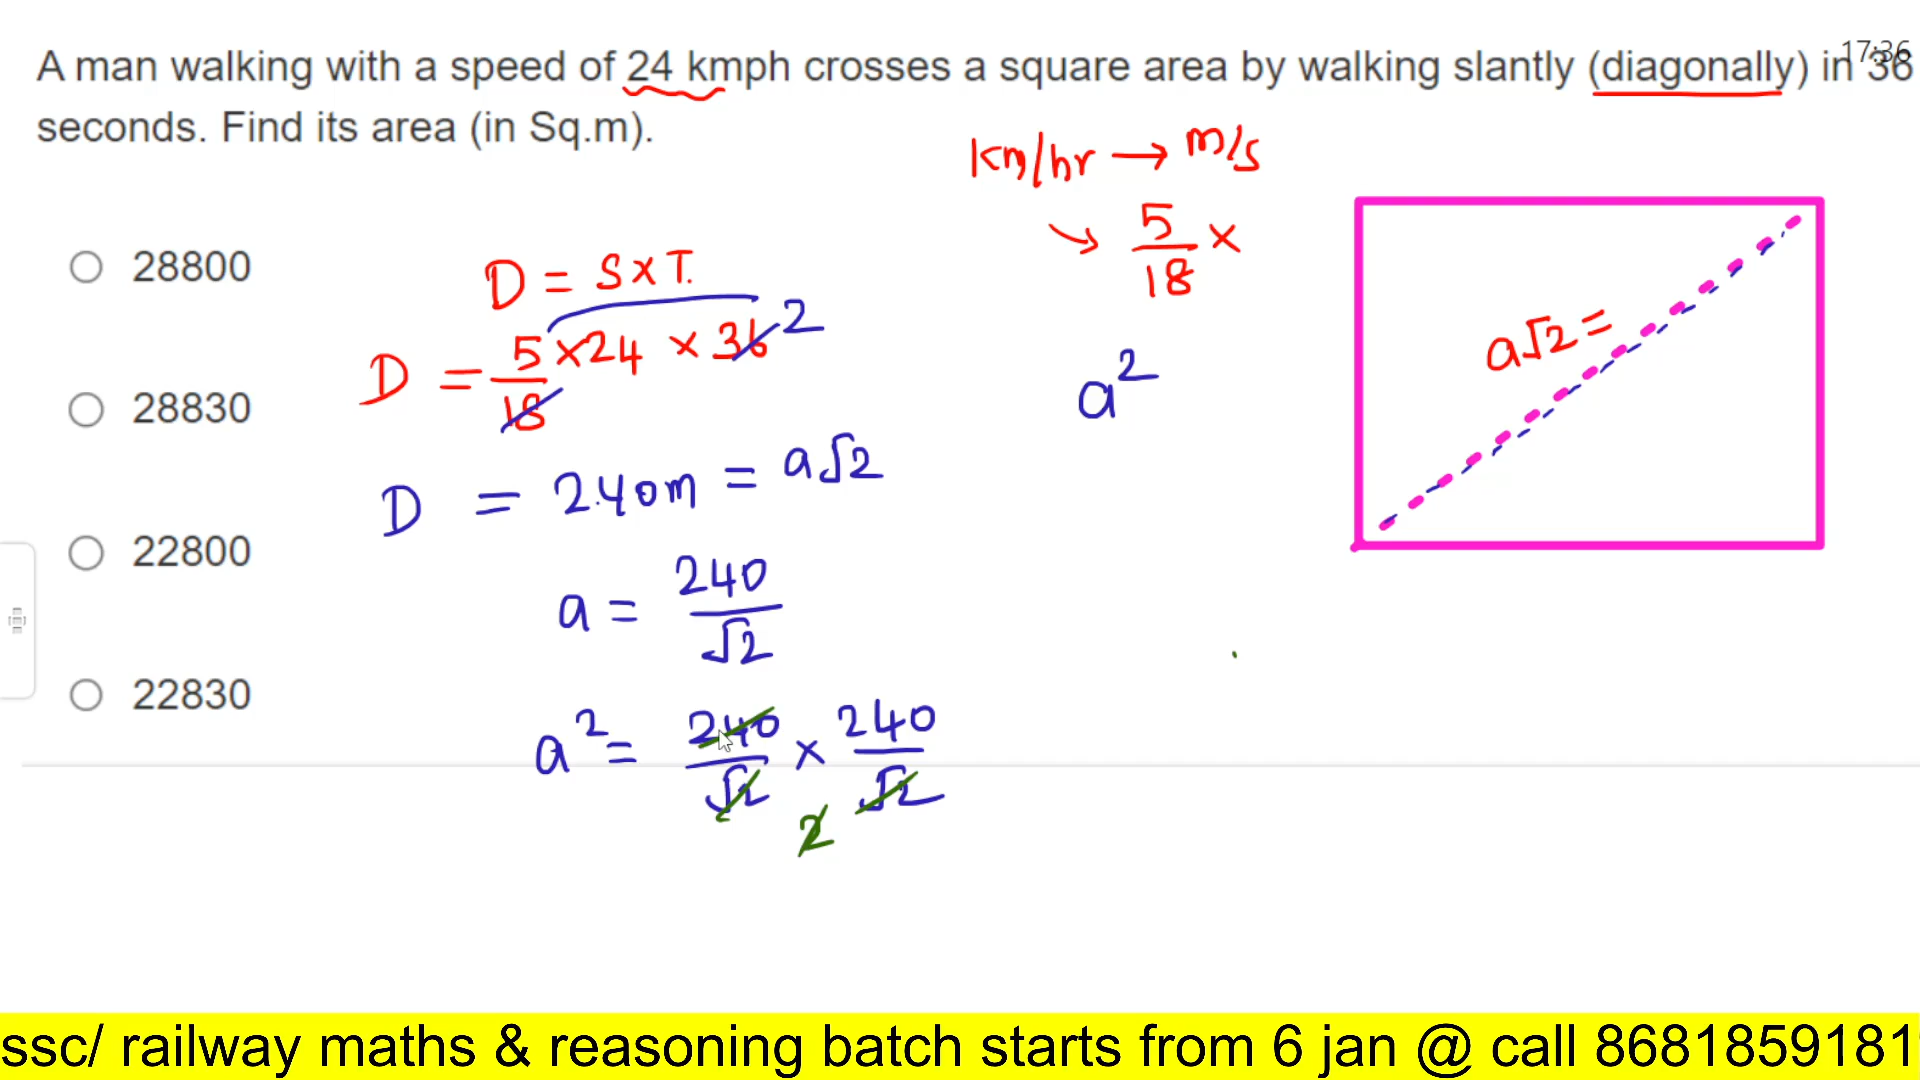 17:36
A man walking with a speed of 24 kmph crosses a square area by walking slantly (diagonally) in 36
seconds. Find its area (in Sq.m).
km/hr → m/s
↘ 5/18 ×
28800
28830
22800
22830
D = S × T.
D = 5/18 × 24 × 36 2
D = 240m = a√2
a = 240/√2
a² = 240/√2 × 240/√2
2
a²
a√2 =
ssc/ railway maths & reasoning batch starts from 6 jan @ call 868185918